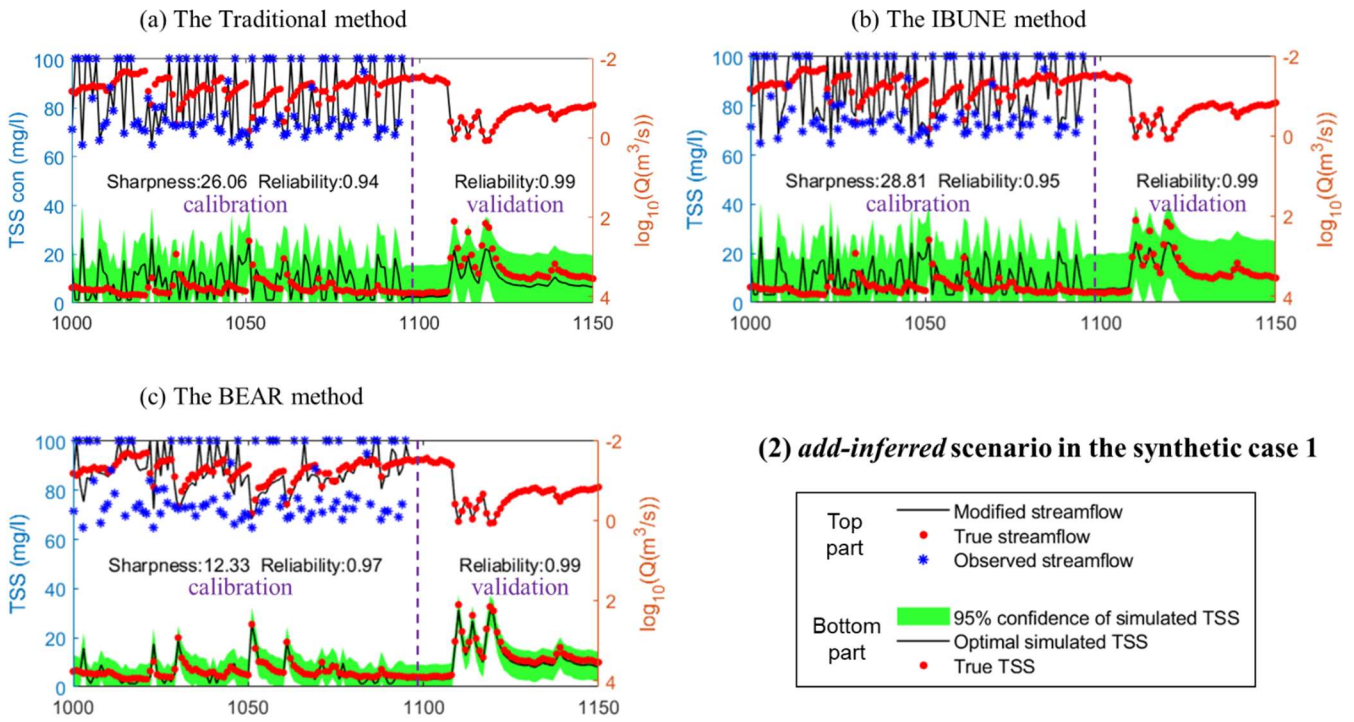 (a) The Traditional method
TSS con (mg/l)
100
80
60
40
20
0
-2
0
2
4
log10(Q(m³/s))
Sharpness:26.06 Reliability:0.94
Reliability:0.99
calibration
validation
1000
1050
1100
1150
(b) The IBUNE method
TSS (mg/l)
100
80
60
40
20
0
-2
0
2
4
log10(Q(m³/s))
Sharpness:28.81 Reliability:0.95
Reliability:0.99
calibration
validation
1000
1050
1100
1150
(c) The BEAR method
TSS (mg/l)
100
80
60
40
20
0
-2
0
2
4
log10(Q(m³/s))
Sharpness:12.33 Reliability:0.97
Reliability:0.99
calibration
validation
1000
1050
1100
1150
(2) add-inferred scenario in the synthetic case 1
Top
part
Modified streamflow
True streamflow
Observed streamflow
Bottom
part
95% confidence of simulated TSS
Optimal simulated TSS
True TSS